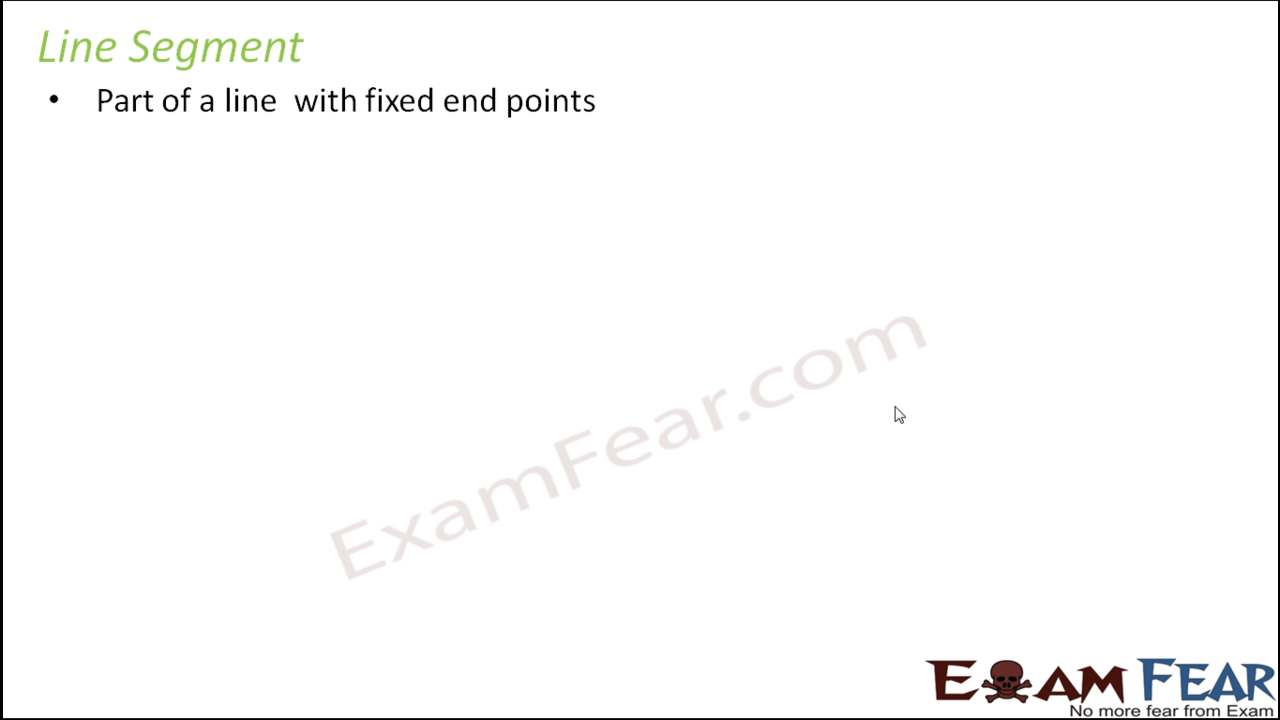 Line Segment
• Part of a line with fixed end points
ExamFear.com
EXAM FEAR
No more fear from Exam